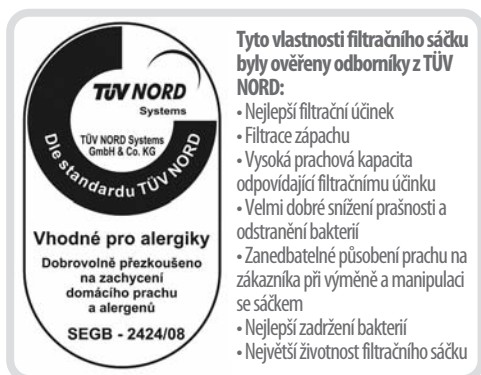 TÜV NORD
Systems
TÜV NORD Systems
GmbH & Co. KG
Dle standardu TÜV NORD
Vhodné pro alergiky
Dobrovolně přezkoušeno
na zachycení
domácího prachu
a alergenů
SEGB - 2424/08
Tyto vlastnosti filtračního sáčku
byly ověřeny odborníky z TÜV
NORD:
• Nejlepší filtrační účinek
• Filtrace zápachu
• Vysoká prachová kapacita
odpovídající filtračnímu účinku
• Velmi dobré snížení prašnosti a
odstranění bakterií
• Zanedbatelné působení prachu na
zákazníka při výměně a manipulaci
se sáčkem
• Nejlepší zadržení bakterií
• Největší životnost filtračního sáčku